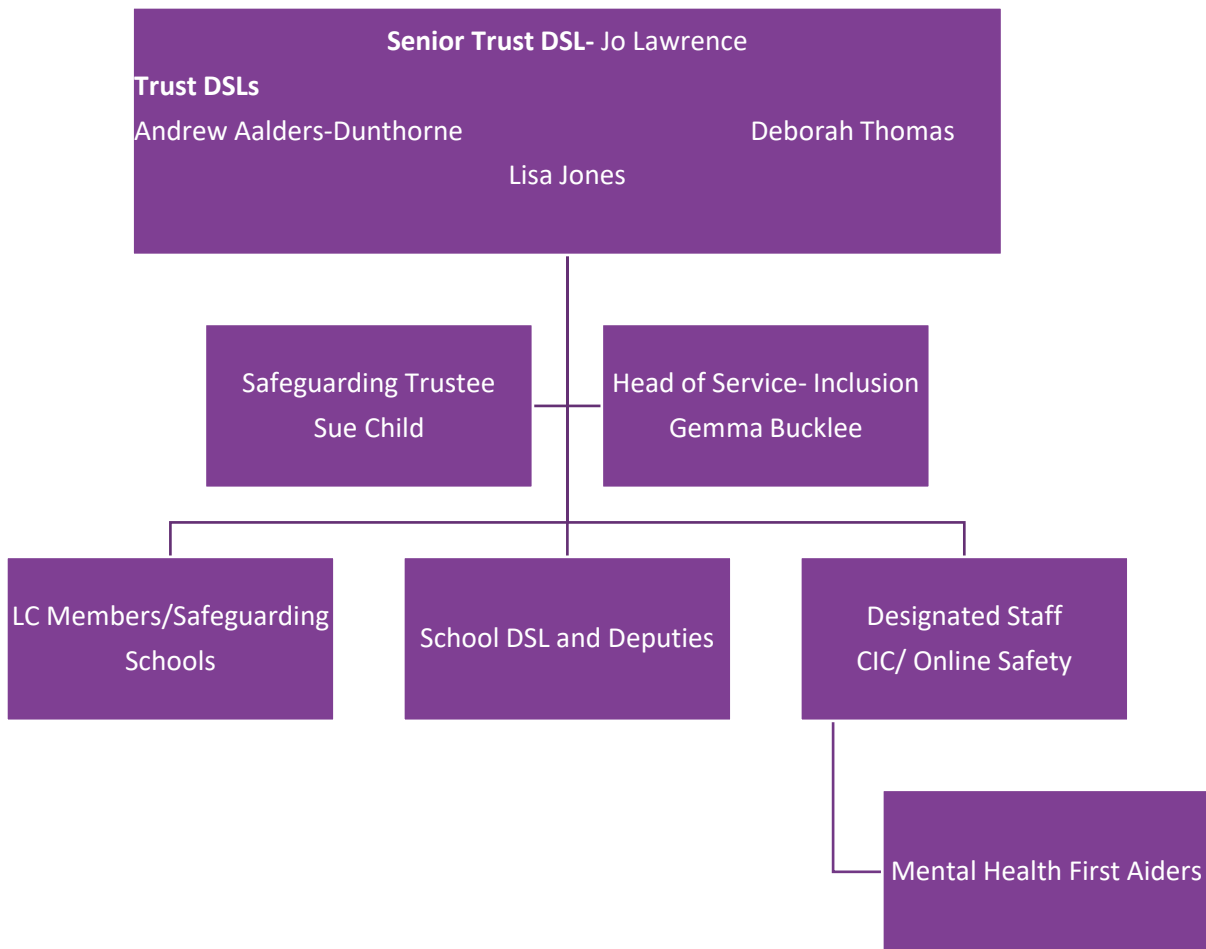 Senior Trust DSL- Jo Lawrence
Trust DSLs
Andrew Aalders-Dunthorne Deborah Thomas
Lisa Jones
Safeguarding Trustee
Sue Child
Head of Service- Inclusion
Gemma Bucklee
LC Members/Safeguarding
Schools
School DSL and Deputies
Designated Staff
CIC/ Online Safety
Mental Health First Aiders